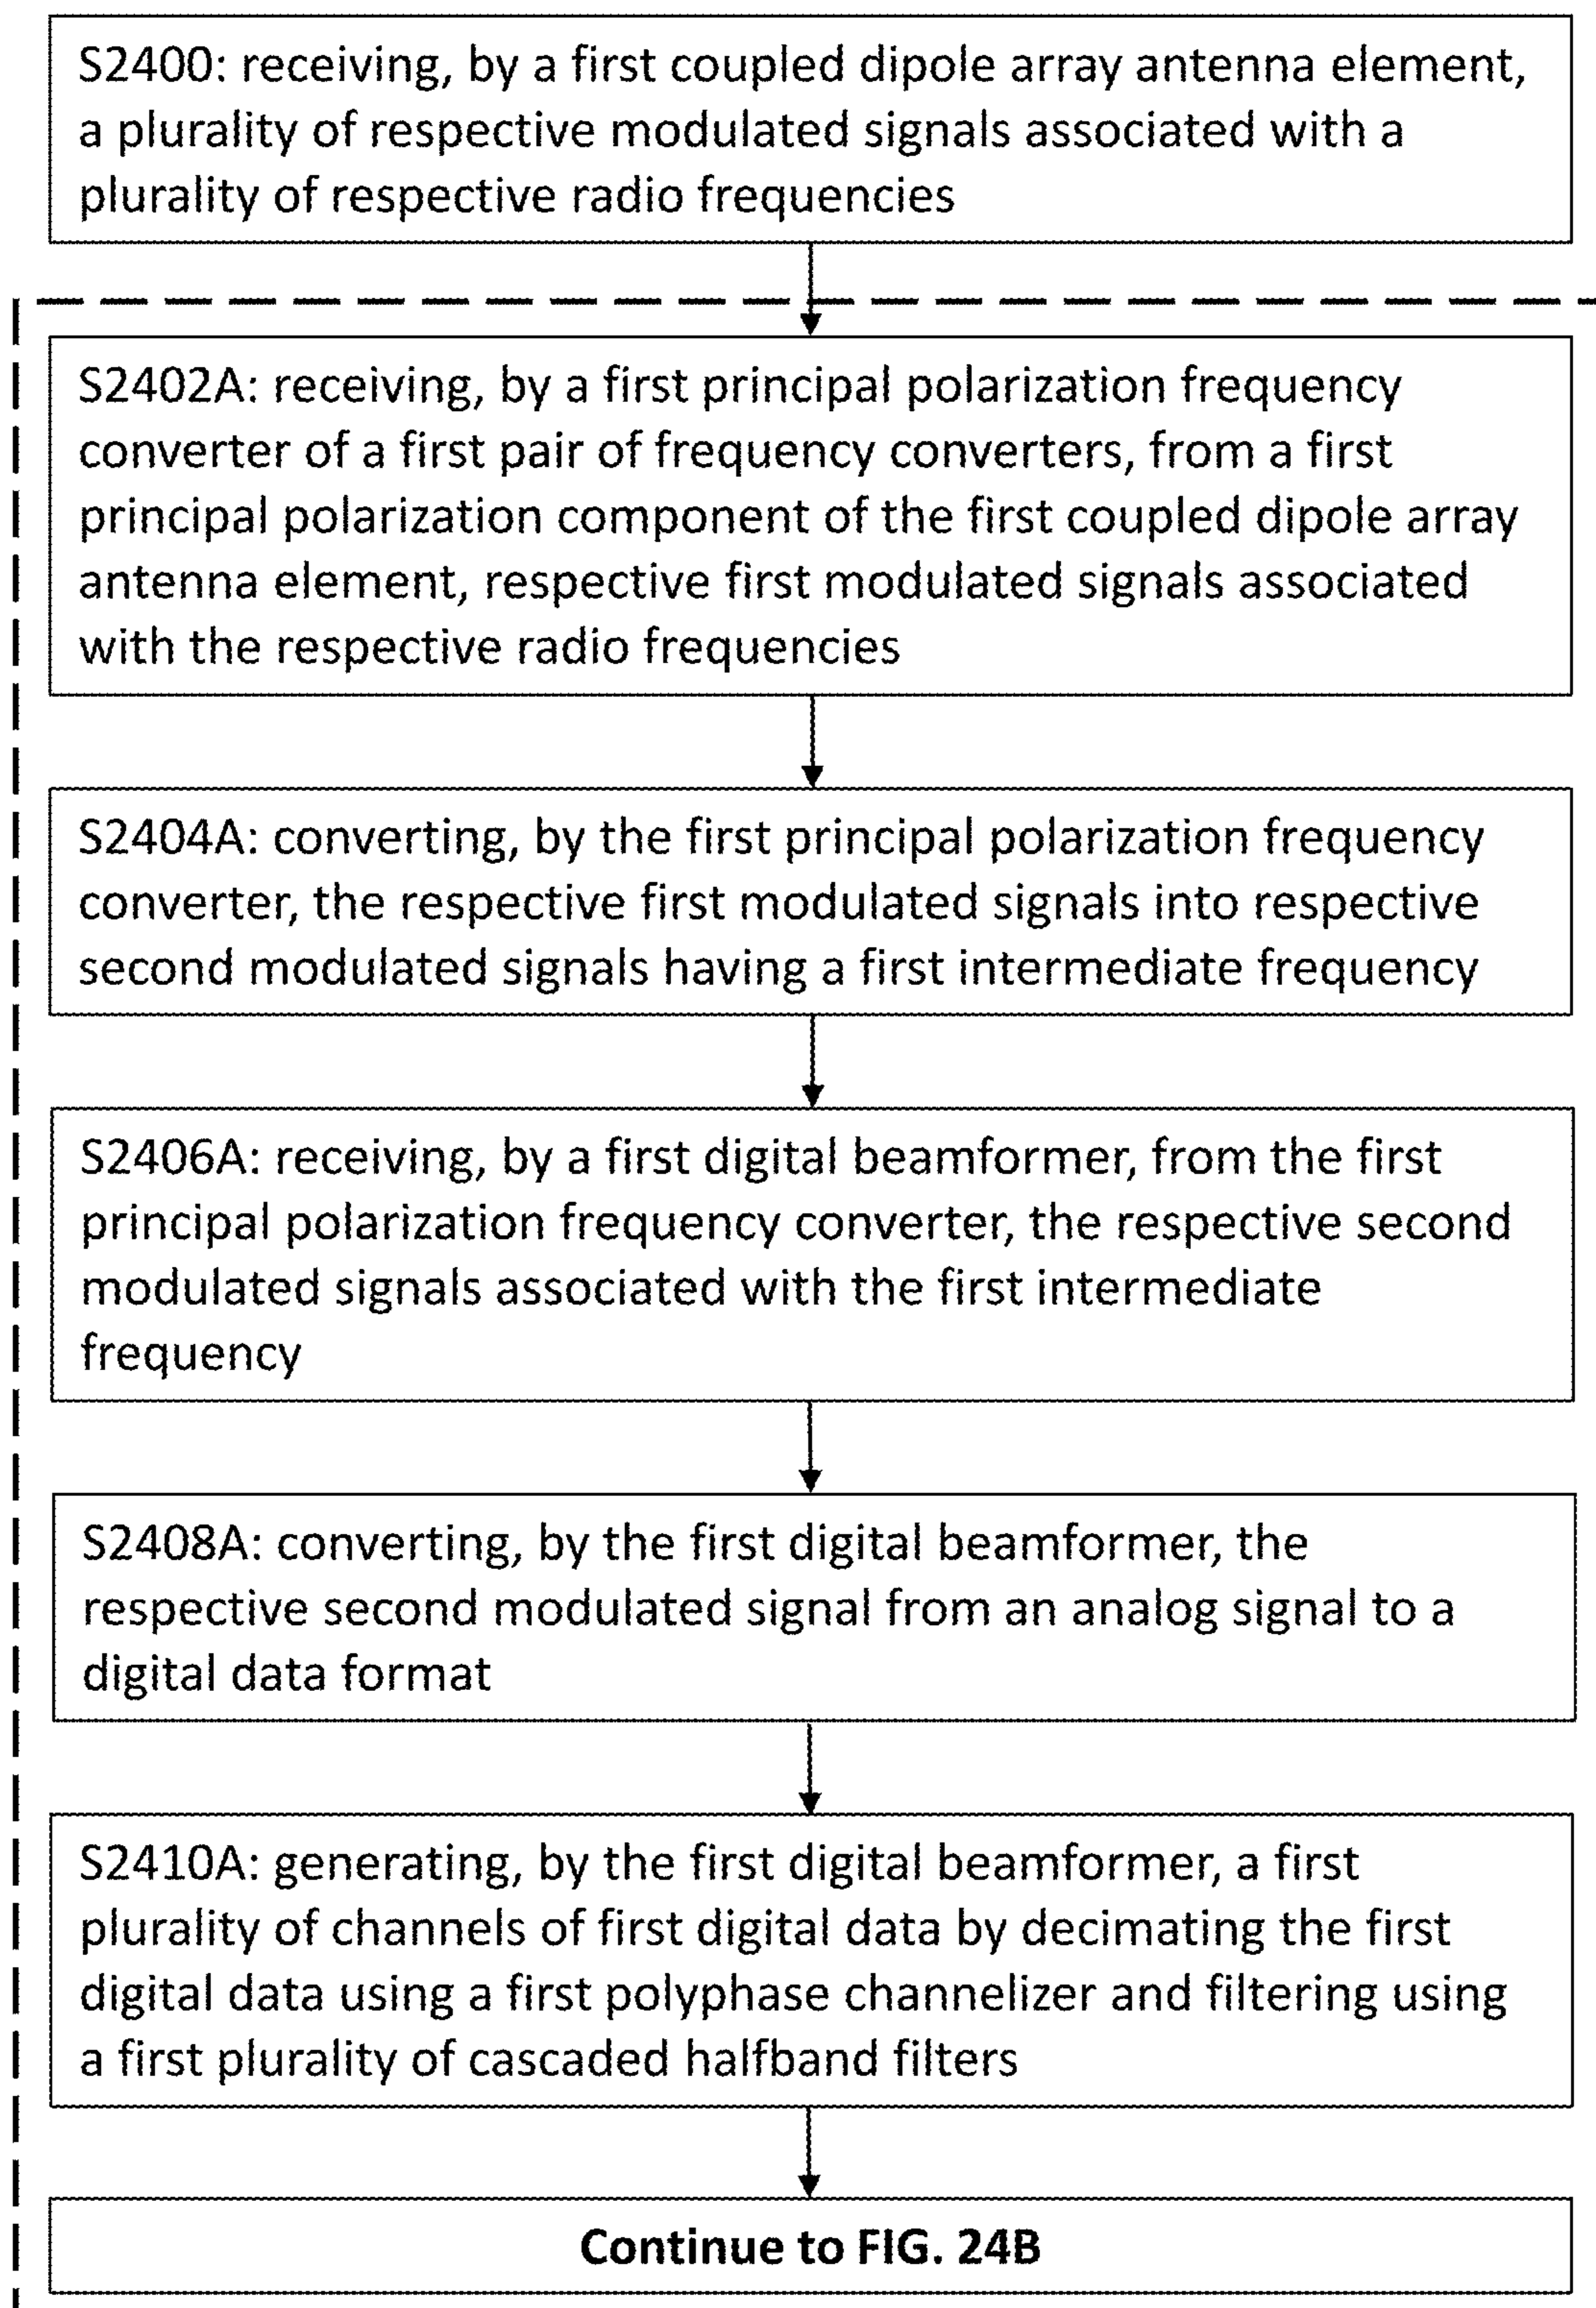 S2400: receiving, by a first coupled dipole array antenna element,
a plurality of respective modulated signals associated with a
plurality of respective radio frequencies
S2402A: receiving, by a first principal polarization frequency
converter of a first pair of frequency converters, from a first
principal polarization component of the first coupled dipole array
antenna element, respective first modulated signals associated
with the respective radio frequencies
S2404A: converting, by the first principal polarization frequency
converter, the respective first modulated signals into respective
second modulated signals having a first intermediate frequency
S2406A: receiving, by a first digital beamformer, from the first
principal polarization frequency converter, the respective second
modulated signals associated with the first intermediate
frequency
S2408A: converting, by the first digital beamformer, the
respective second modulated signal from an analog signal to a
digital data format
S2410A: generating, by the first digital beamformer, a first
plurality of channels of first digital data by decimating the first
digital data using a first polyphase channelizer and filtering using
a first plurality of cascaded halfband filters
Continue to FIG. 24B